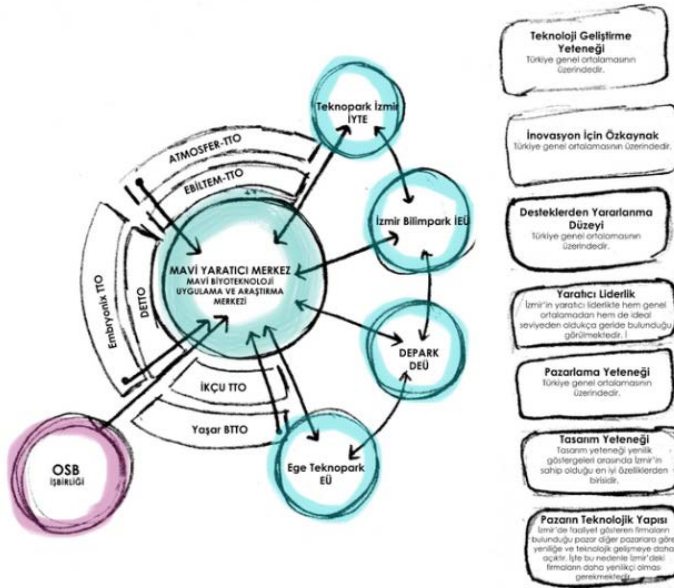 Teknopark İzmir
İYTE
ATMOSFER-TTO
EBİLTEM-TTO
İzmir Bilimpark İEÜ
MAVİ YARATICI MERKEZ
MAVİ BİYOTEKNOLOJİ
UYGULAMA VE ARAŞTIRMA
MERKEZİ
Embryonik TTO
DETTO
DEPARK
DEÜ
İKÇU TTO
Yaşar BTTO
Ege Teknopark
EÜ
OSB
İŞBİRLİĞİ
Teknoloji Geliştirme
Yeteneği
Türkiye genel ortalamasının
üzerindedir.
İnovasyon İçin Özkaynak
Türkiye genel ortalamasının üzerindedir.
Desteklerden Yararlanma
Düzeyi
Türkiye genel ortalamasının
üzerindedir.
Yaratıcı Liderlik
İzmir'in yaratıcı liderlikte hem genel
ortalamadan hem de ideal
seviyeden oldukça geride bulunduğu
görülmektedir. İ
Pazarlama Yeteneği
Türkiye genel ortalamasının
üzerindedir.
Tasarım Yeteneği
Tasarım yeteneği yenilik
göstergeleri arasında İzmir'in
sahip olduğu en iyi özelliklerden
birisidir.
Pazarın Teknolojik Yapısı
İzmir'de faaliyet gösteren firmaların
bulunduğu pazar diğer pazarlara göre
yeniliğe ve teknolojik gelişmeye daha
açıktır. İşte bu nedenle İzmir'deki
firmaların daha yenilikçi olması
gerekmektedir.